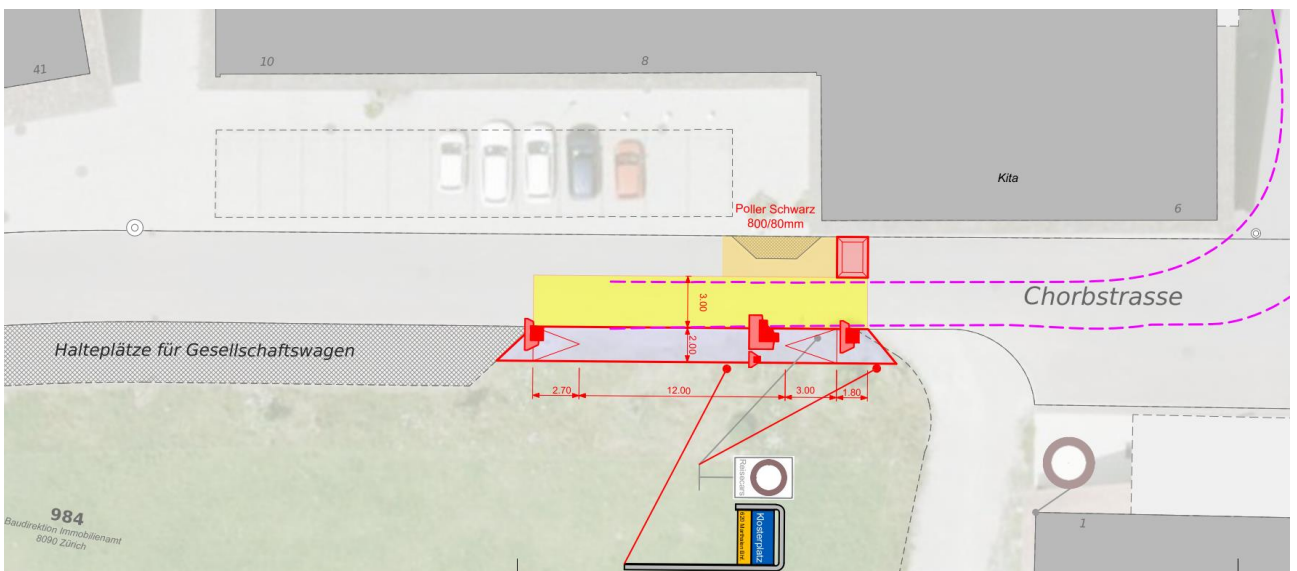 41
10
8
Kita
6
Poller Schwarz
800/80mm
3.00
Chorbstrasse
Halteplätze für Gesellschaftswagen
2.00
2.70
12.00
3.00
1.80
Reisecars
Klosterplatz
984
Baudirektion Immobilienamt
8090 Zürich
1